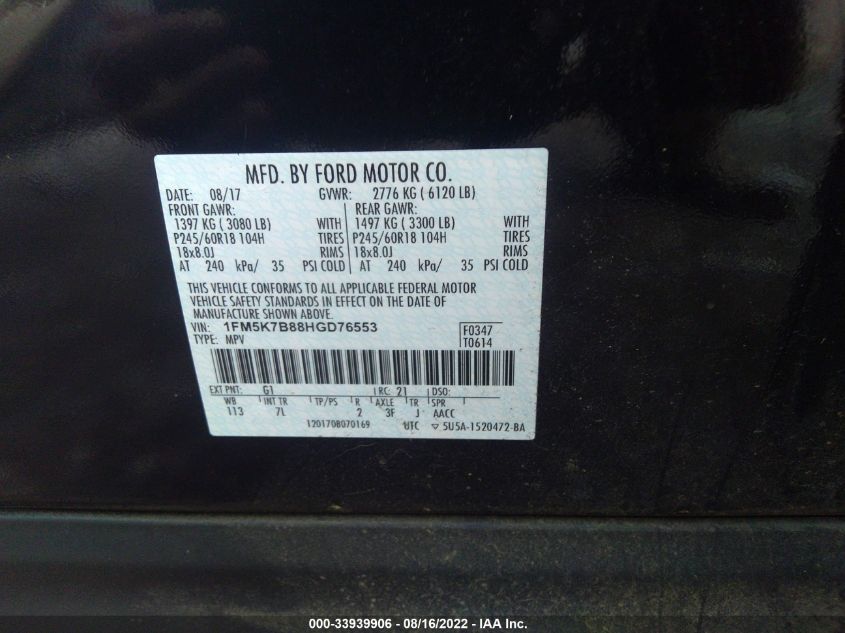 MFD. BY FORD MOTOR CO.
DATE: 08/17 GVWR: 2776 KG ( 6120 LB)
FRONT GAWR: REAR GAWR:
1397 KG ( 3080 LB) WITH 1497 KG ( 3300 LB) WITH
P245/60R18 104H TIRES P245/60R18 104H TIRES
18x8.0J RIMS 18x8.0J RIMS
AT 240 kPa/ 35 PSI COLD AT 240 kPa/ 35 PSI COLD
THIS VEHICLE CONFORMS TO ALL APPLICABLE FEDERAL MOTOR
VEHICLE SAFETY STANDARDS IN EFFECT ON THE DATE OF
MANUFACTURE SHOWN ABOVE.
VIN: 1FM5K7B88HGD76553 F0347
TYPE: MPV T0614
EXT PNT: G1 RC: 21 DSO:
WB INT TR TP/PS R AXLE TR SPR
113 7L 2 3F J AACC
1201708070169 UTC ▽ 5U5A-1520472-BA
000-33939906 - 08/16/2022 - IAA Inc.